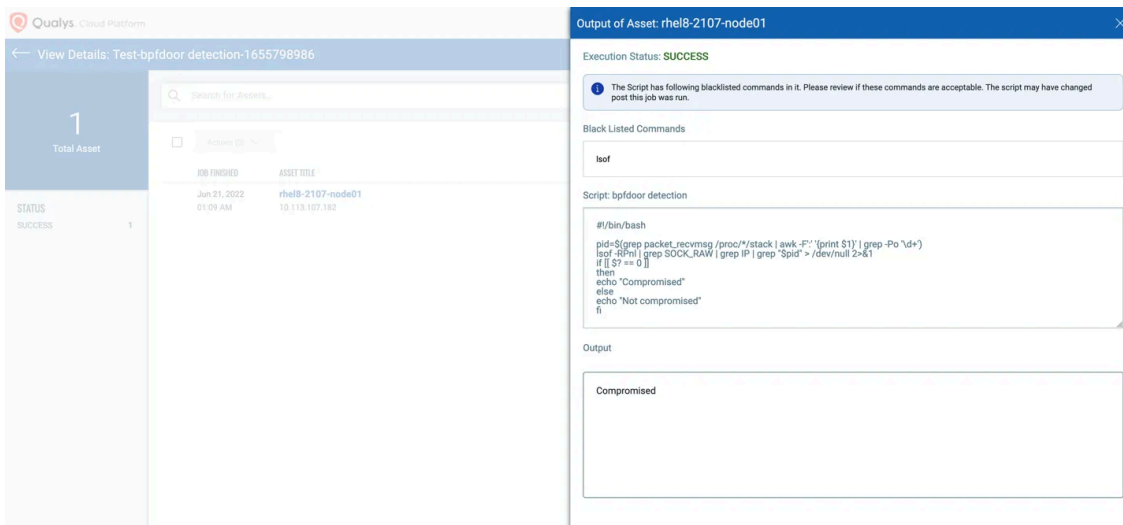 Qualys. Cloud Platform
← View Details: Test-bpfdoor detection-1655798986
1
Total Asset
STATUS
SUCCESS 1
Search for Assets...
Actions (0)
JOB FINISHED ASSET TITLE
Jun 21, 2022 rhel8-2107-node01
01:09 AM 10.113.107.182
Output of Asset: rhel8-2107-node01
Execution Status: SUCCESS
The Script has following blacklisted commands in it. Please review if these commands are acceptable. The script may have changed
post this job was run.
Black Listed Commands
lsof
Script: bpfdoor detection
#!/bin/bash
pid=$(grep packet_recvmsg /proc/*/stack | awk -F':' '{print $1}' | grep -Po '\d+')
lsof -RPnl | grep SOCK_RAW | grep IP | grep "$pid" > /dev/null 2>&1
if [[ $? == 0 ]]
then
echo "Compromised"
else
echo "Not compromised"
fi
Output
Compromised